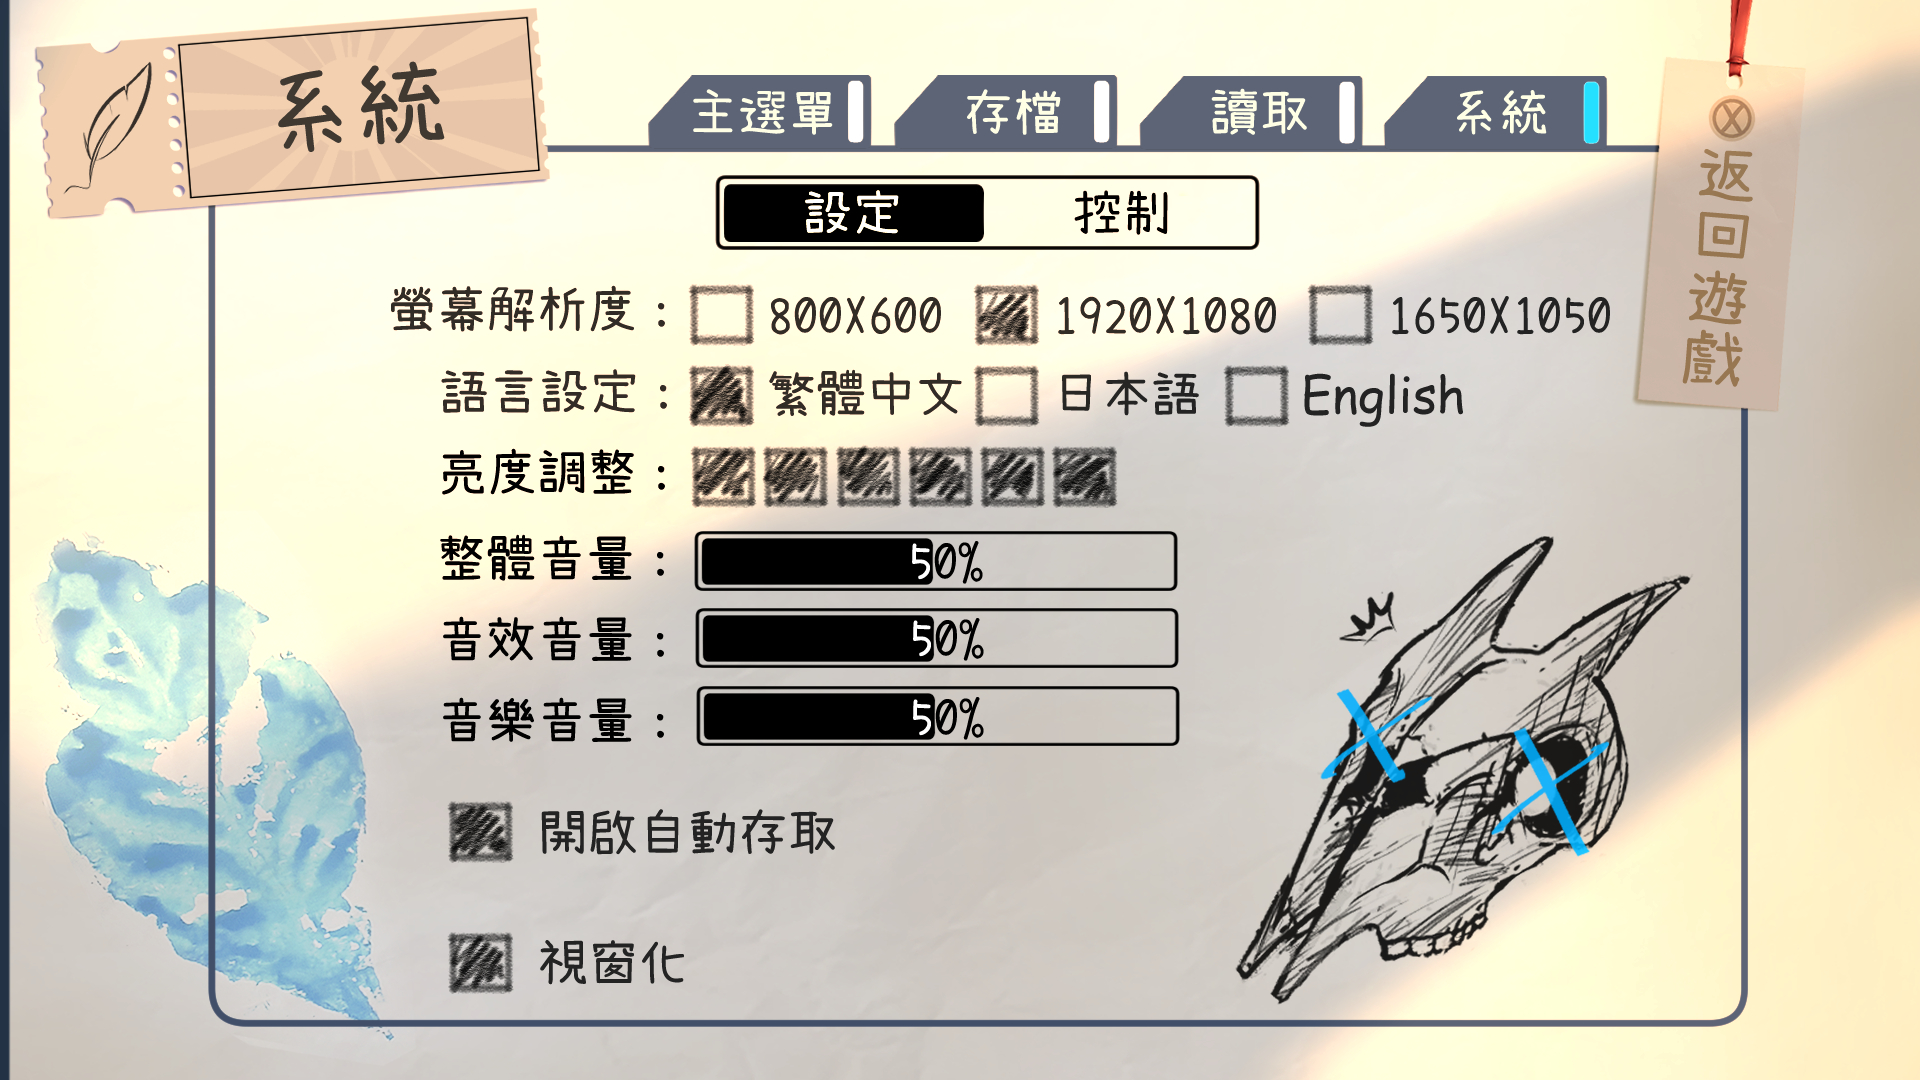 系統
主選單 存檔 讀取 系統
Ⓧ返回遊戲
設定 控制
螢幕解析度： 800X600 1920X1080 1650X1050
語言設定： 繁體中文 日本語 English
亮度調整：
整體音量： 50%
音效音量： 50%
音樂音量： 50%
開啟自動存取
視窗化